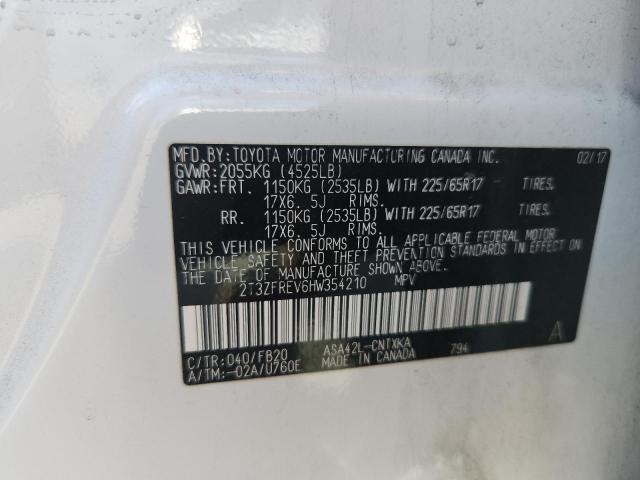 MFD.BY:TOYOTA MOTOR MANUFACTURING CANADA INC. 02/17
GVWR:2055KG (4525LB)
GAWR:FRT. 1150KG (2535LB) WITH 225/65R17 TIRES,
17X6. 5J RIMS.
RR. 1150KG (2535LB) WITH 225/65R17 TIRES,
17X6. 5J RIMS.
THIS VEHICLE CONFORMS TO ALL APPLICABLE FEDERAL MOTOR
VEHICLE SAFETY AND THEFT PREVENTION STANDARDS IN EFFECT
ON THE DATE OF MANUFACTURE SHOWN ABOVE.
2T3ZFREV6HW354210 MPV
A
C/TR:040/FB20 ASA42L-CNTXKA 794
A/TM:-02A/U760E MADE IN CANADA